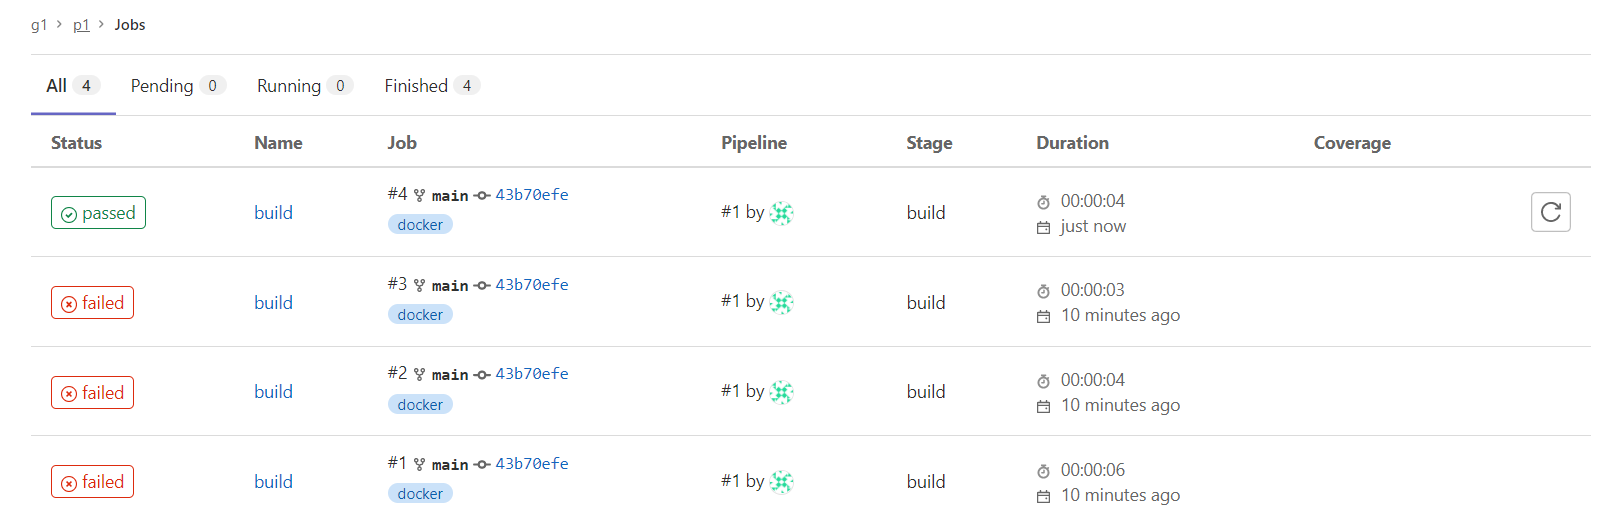 g1 > p1 > Jobs
All 4 Pending 0 Running 0 Finished 4
Status Name Job Pipeline Stage Duration Coverage
passed build #4 main 43b70efe docker #1 by build 00:00:04 just now
failed build #3 main 43b70efe docker #1 by build 00:00:03 10 minutes ago
failed build #2 main 43b70efe docker #1 by build 00:00:04 10 minutes ago
failed build #1 main 43b70efe docker #1 by build 00:00:06 10 minutes ago